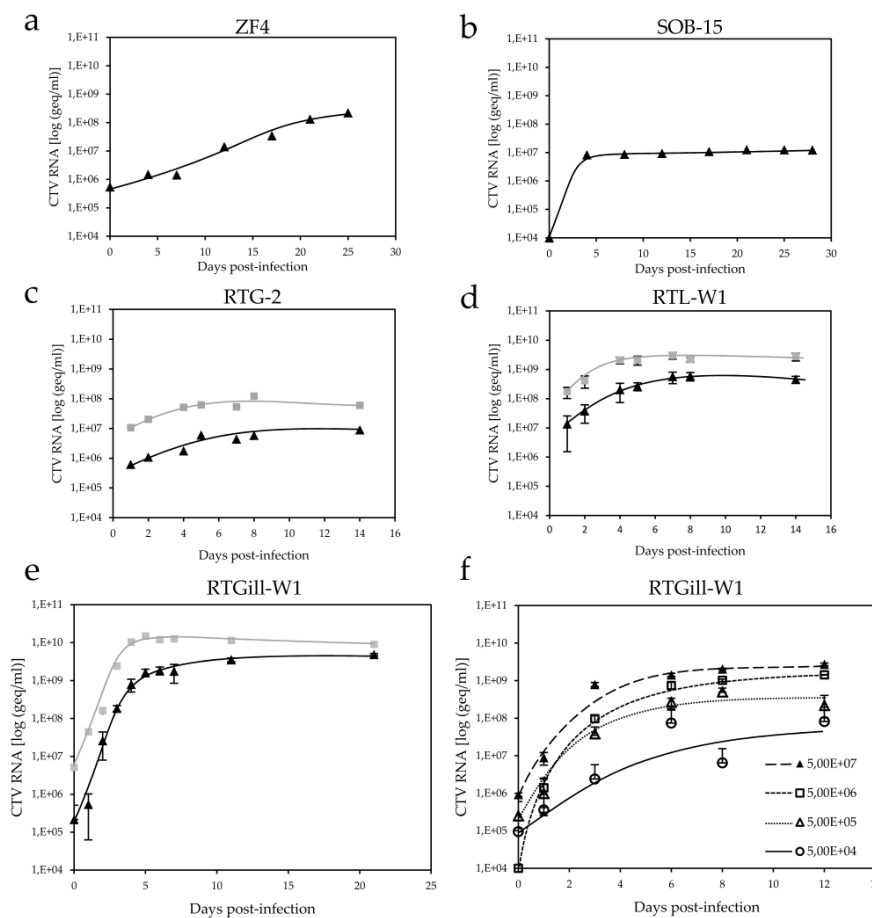 a
ZF4
CTV RNA [log (geq/ml)]
1,E+11
1,E+10
1,E+09
1,E+08
1,E+07
1,E+06
1,E+05
1,E+04
0 5 10 15 20 25 30
Days post-infection
b
SOB-15
CTV RNA [log (geq/ml)]
1,E+11
1,E+10
1,E+09
1,E+08
1,E+07
1,E+06
1,E+05
1,E+04
0 5 10 15 20 25 30
Days post-infection
c
RTG-2
CTV RNA [log (geq/ml)]
1,E+11
1,E+10
1,E+09
1,E+08
1,E+07
1,E+06
1,E+05
1,E+04
0 2 4 6 8 10 12 14 16
Days post-infection
d
RTL-W1
CTV RNA [log (geq/ml)]
1,E+11
1,E+10
1,E+09
1,E+08
1,E+07
1,E+06
1,E+05
1,E+04
0 2 4 6 8 10 12 14 16
Days post-infection
e
RTGill-W1
CTV RNA [log (geq/ml)]
1,E+11
1,E+10
1,E+09
1,E+08
1,E+07
1,E+06
1,E+05
1,E+04
0 5 10 15 20 25
Days post-infection
f
RTGill-W1
CTV RNA [log (geq/ml)]
1,E+11
1,E+10
1,E+09
1,E+08
1,E+07
1,E+06
1,E+05
1,E+04
0 2 4 6 8 10 12
5,00E+07
5,00E+06
5,00E+05
5,00E+04
Days post-infection